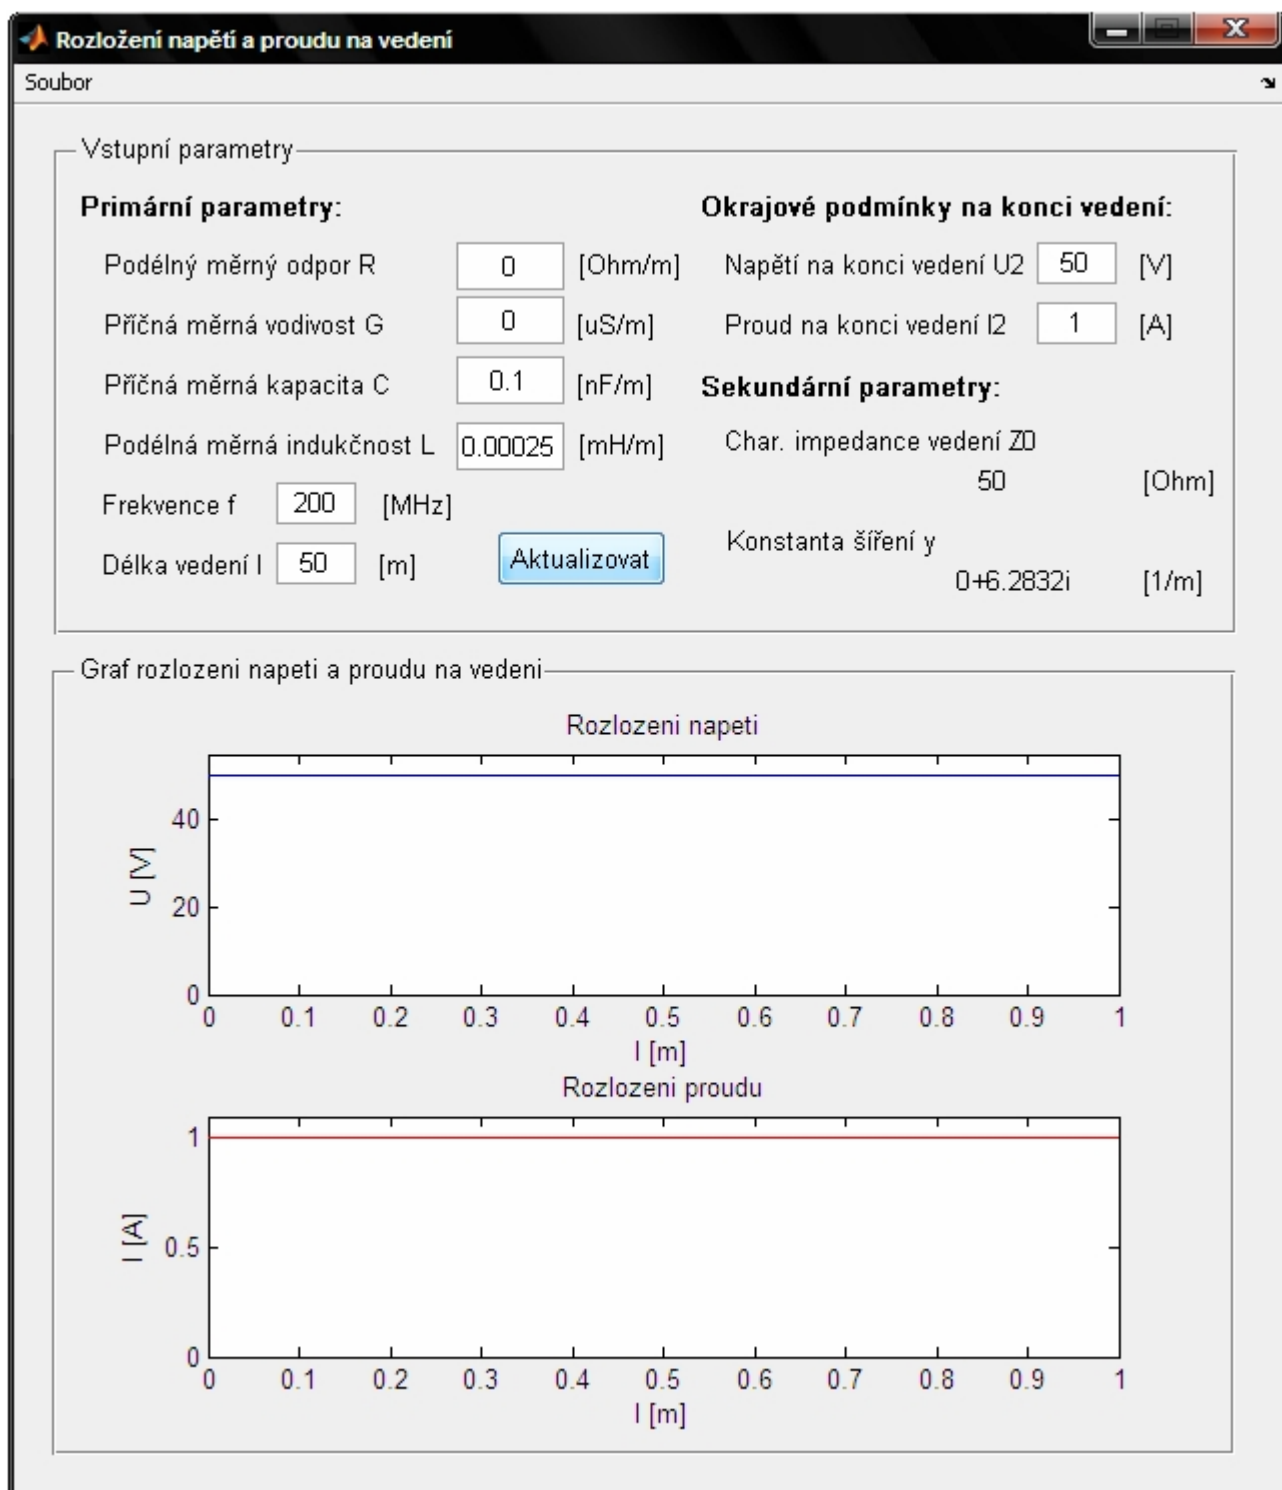 Rozložení napětí a proudu na vedení
X
Soubor
Vstupní parametry
Primární parametry:
Podélný měrný odpor R 0 [Ohm/m]
Příčná měrná vodivost G 0 [uS/m]
Příčná měrná kapacita C 0.1 [nF/m]
Podélná měrná indukčnost L 0.00025 [mH/m]
Frekvence f 200 [MHz]
Délka vedení l 50 [m]
Aktualizovat
Okrajové podmínky na konci vedení:
Napětí na konci vedení U2 50 [V]
Proud na konci vedení I2 1 [A]
Sekundární parametry:
Char. impedance vedení Z0
50 [Ohm]
Konstanta šíření y
0+6.2832i [1/m]
Graf rozlozeni napeti a proudu na vedeni
Rozlozeni napeti
U [V]
40
20
0
0 0.1 0.2 0.3 0.4 0.5 0.6 0.7 0.8 0.9 1
l [m]
Rozlozeni proudu
I [A]
1
0.5
0
0 0.1 0.2 0.3 0.4 0.5 0.6 0.7 0.8 0.9 1
l [m]